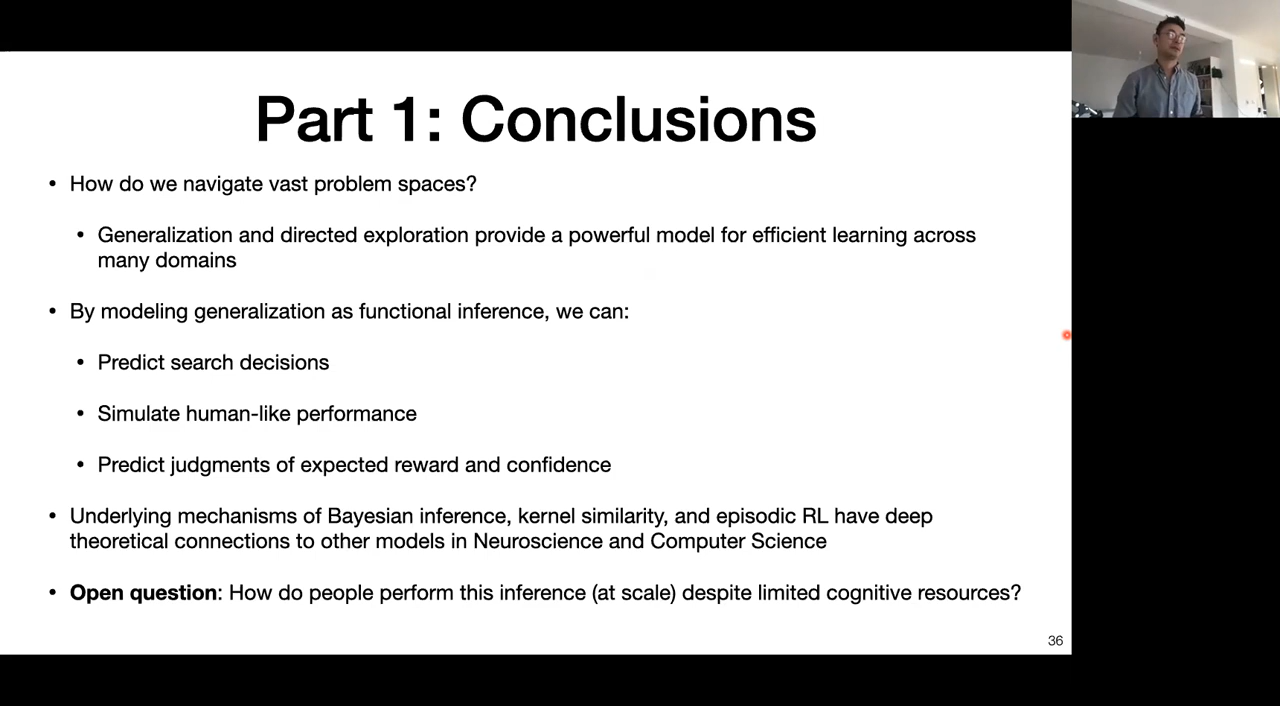 Part 1: Conclusions
• How do we navigate vast problem spaces?
• Generalization and directed exploration provide a powerful model for efficient learning across
many domains
• By modeling generalization as functional inference, we can:
• Predict search decisions
• Simulate human-like performance
• Predict judgments of expected reward and confidence
• Underlying mechanisms of Bayesian inference, kernel similarity, and episodic RL have deep
theoretical connections to other models in Neuroscience and Computer Science
• Open question: How do people perform this inference (at scale) despite limited cognitive resources?
36